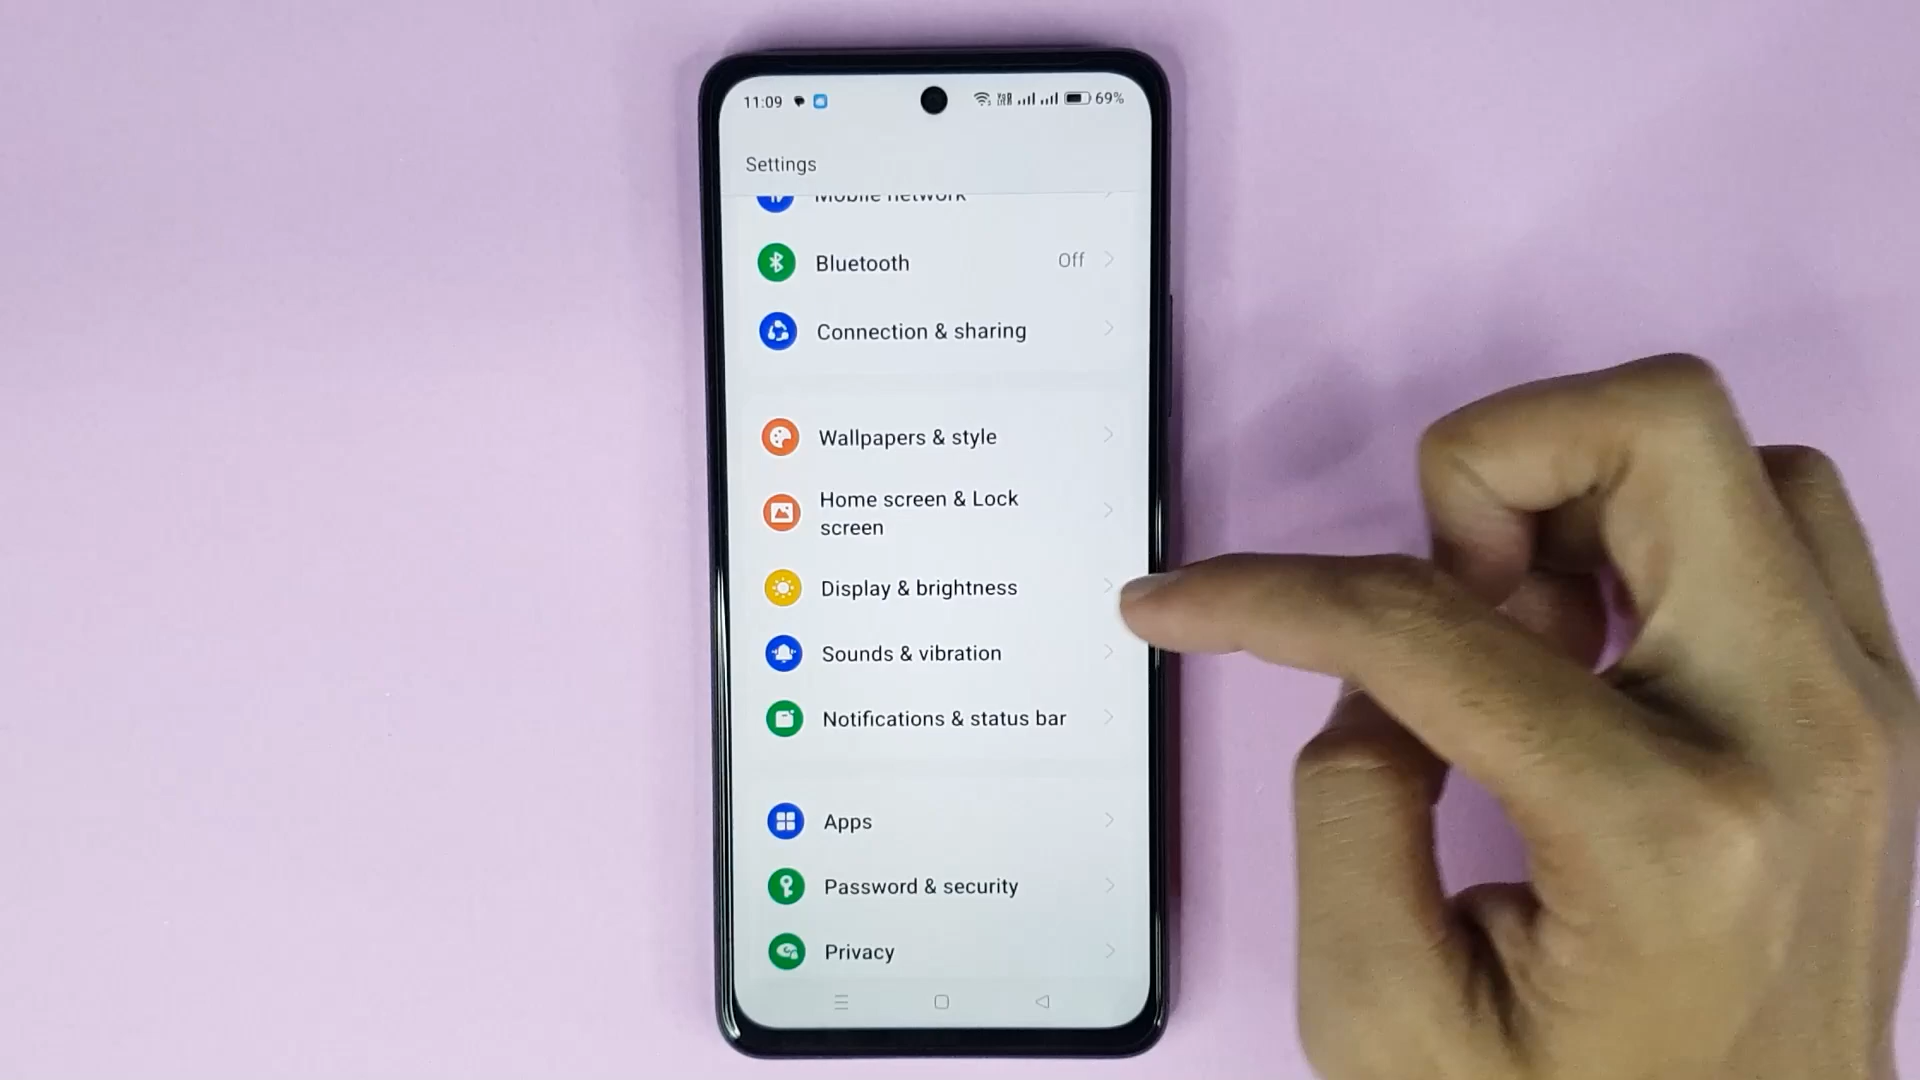 11:09
69%
Settings
Mobile network
Bluetooth
Off
Connection & sharing
Wallpapers & style
Home screen & Lock
screen
Display & brightness
Sounds & vibration
Notifications & status bar
Apps
Password & security
Privacy